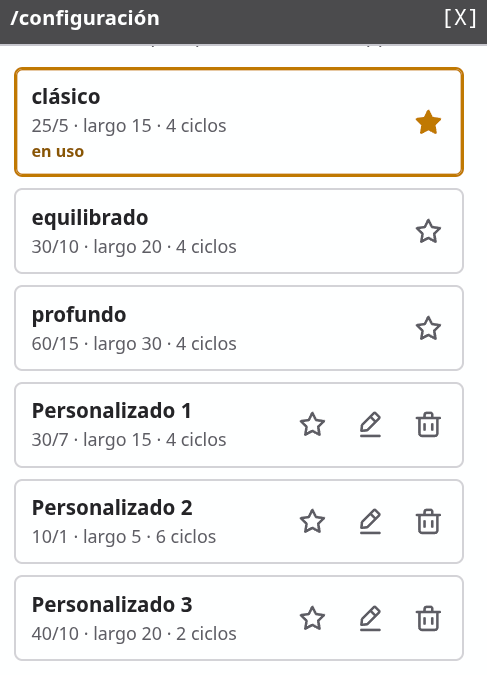 /configuración [X]
clásico
25/5 · largo 15 · 4 ciclos
en uso
equilibrado
30/10 · largo 20 · 4 ciclos
profundo
60/15 · largo 30 · 4 ciclos
Personalizado 1
30/7 · largo 15 · 4 ciclos
Personalizado 2
10/1 · largo 5 · 6 ciclos
Personalizado 3
40/10 · largo 20 · 2 ciclos